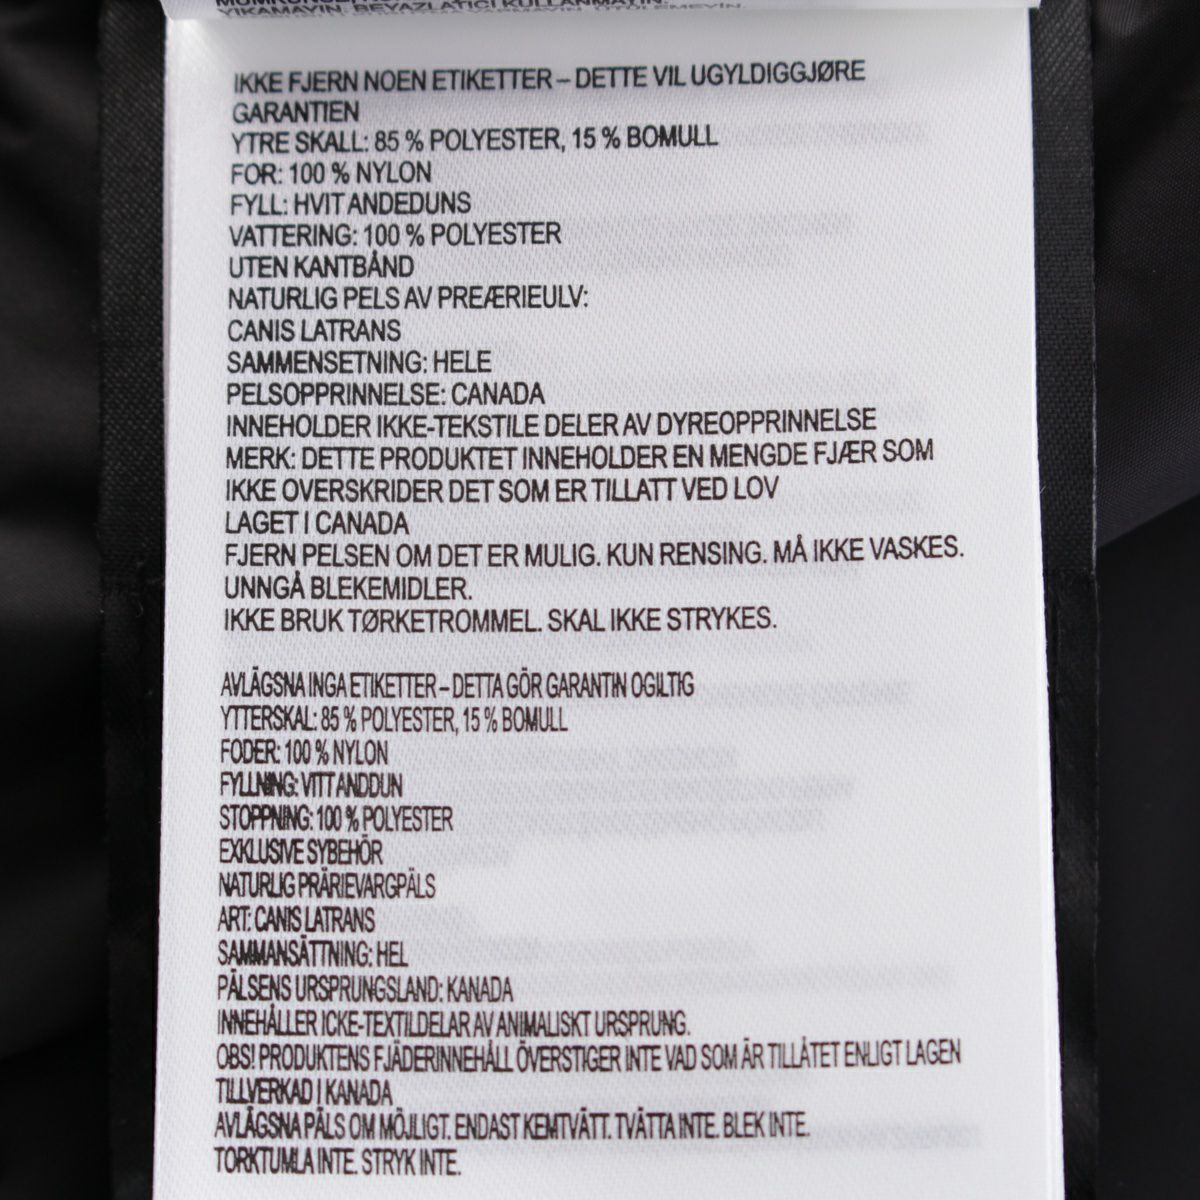 YIKAMAYIN. BEYAZLATICI KULLANMAYIN.
IKKE FJERN NOEN ETIKETTER – DETTE VIL UGYLDIGGJØRE
GARANTIEN
YTRE SKALL: 85 % POLYESTER, 15 % BOMULL
FOR: 100 % NYLON
FYLL: HVIT ANDEDUNS
VATTERING: 100 % POLYESTER
UTEN KANTBÅND
NATURLIG PELS AV PREÆRIEULV:
CANIS LATRANS
SAMMENSETNING: HELE
PELSOPPRINNELSE: CANADA
INNEHOLDER IKKE-TEKSTILE DELER AV DYREOPPRINNELSE
MERK: DETTE PRODUKTET INNEHOLDER EN MENGDE FJÆR SOM
IKKE OVERSKRIDER DET SOM ER TILLATT VED LOV
LAGET I CANADA
FJERN PELSEN OM DET ER MULIG. KUN RENSING. MÅ IKKE VASKES.
UNNGÅ BLEKEMIDLER.
IKKE BRUK TØRKETROMMEL. SKAL IKKE STRYKES.
AVLÄGSNA INGA ETIKETTER – DETTA GÖR GARANTIN OGILTIG
YTTERSKAL: 85 % POLYESTER, 15 % BOMULL
FODER: 100 % NYLON
FYLLNING: VITT ANDDUN
STOPPNING: 100 % POLYESTER
EXKLUSIVE SYBEHÖR
NATURLIG PRÄRIEVARGPÄLS
ART: CANIS LATRANS
SAMMANSÄTTNING: HEL
PÄLSENS URSPRUNGSLAND: KANADA
INNEHÅLLER ICKE-TEXTILDELAR AV ANIMALISKT URSPRUNG.
OBS! PRODUKTENS FJÄDERINNEHÅLL ÖVERSTIGER INTE VAD SOM ÄR TILLÅTET ENLIGT LAGEN
TILLVERKAD I KANADA
AVLÄGSNA PÄLS OM MÖJLIGT. ENDAST KEMTVÄTT. TVÄTTA INTE. BLEK INTE.
TORKTUMLA INTE. STRYK INTE.